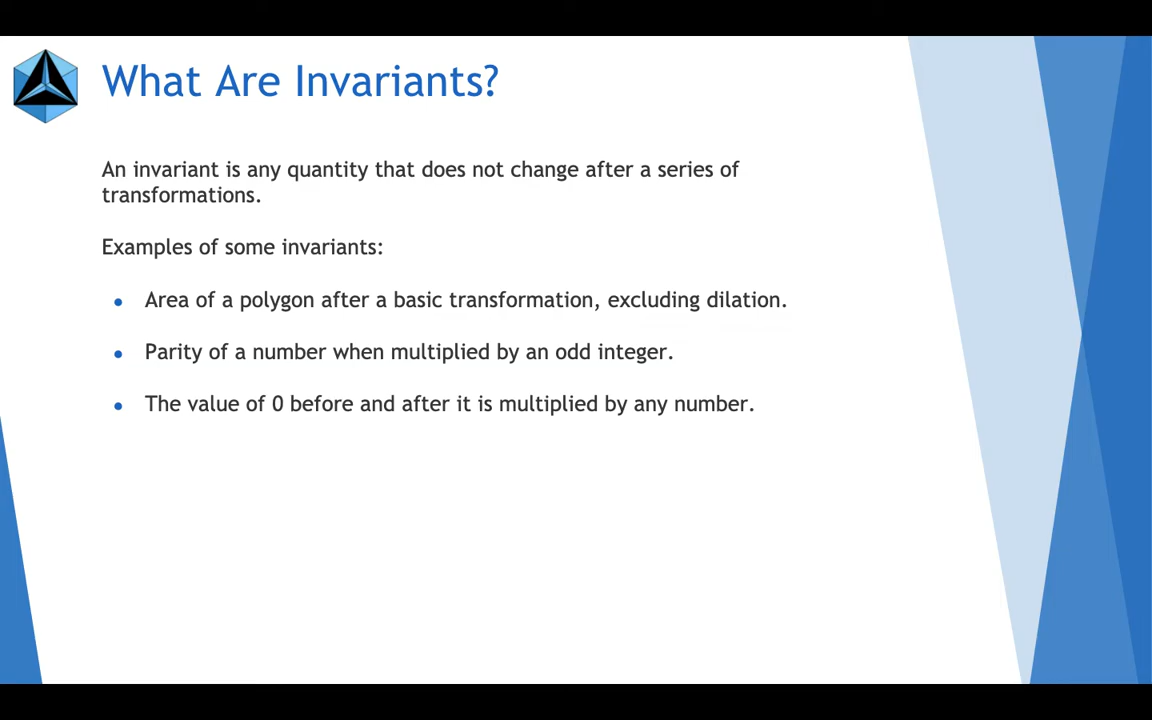 What Are Invariants?
An invariant is any quantity that does not change after a series of
transformations.
Examples of some invariants:
● Area of a polygon after a basic transformation, excluding dilation.
● Parity of a number when multiplied by an odd integer.
● The value of 0 before and after it is multiplied by any number.